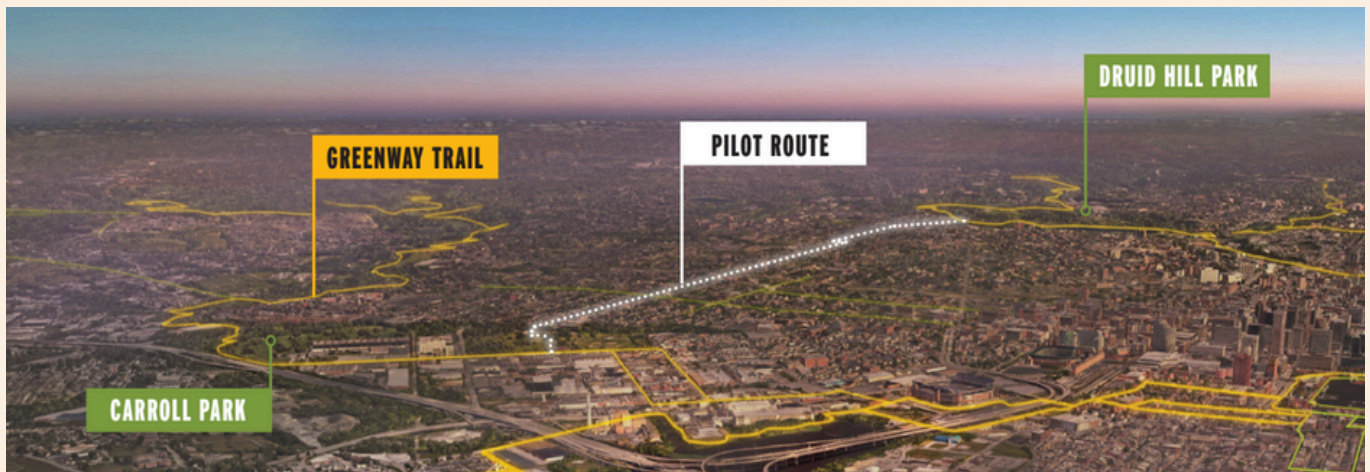 DRUID HILL PARK
PILOT ROUTE
GREENWAY TRAIL
CARROLL PARK